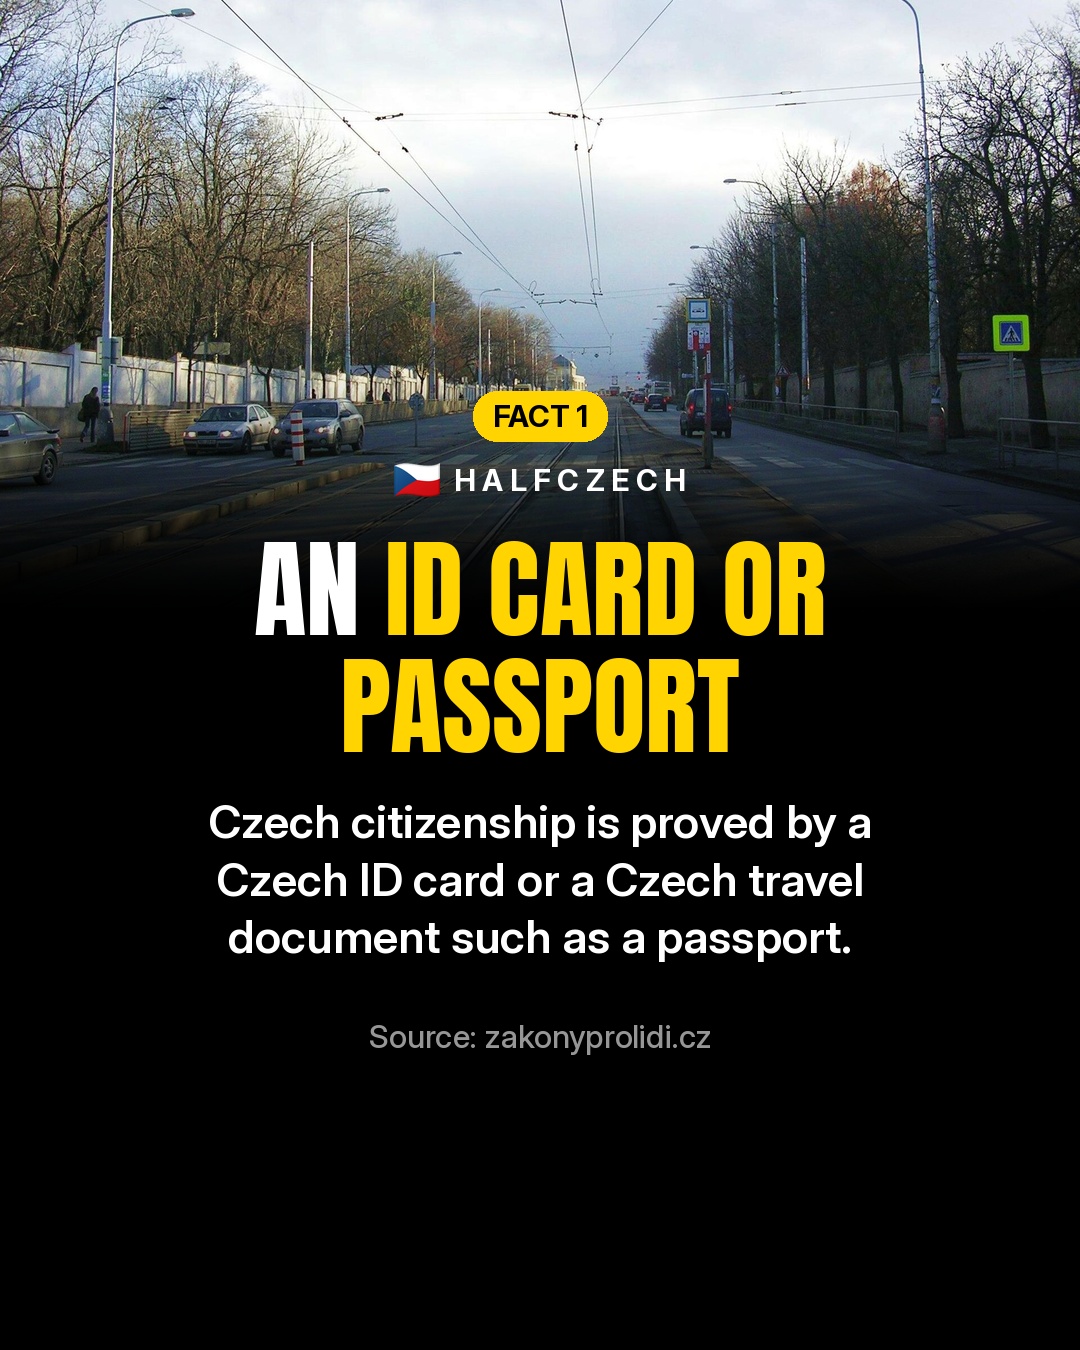 FACT 1
HALFCZECH
AN ID CARD OR
PASSPORT
Czech citizenship is proved by a
Czech ID card or a Czech travel
document such as a passport.
Source: zakonyprolidi.cz